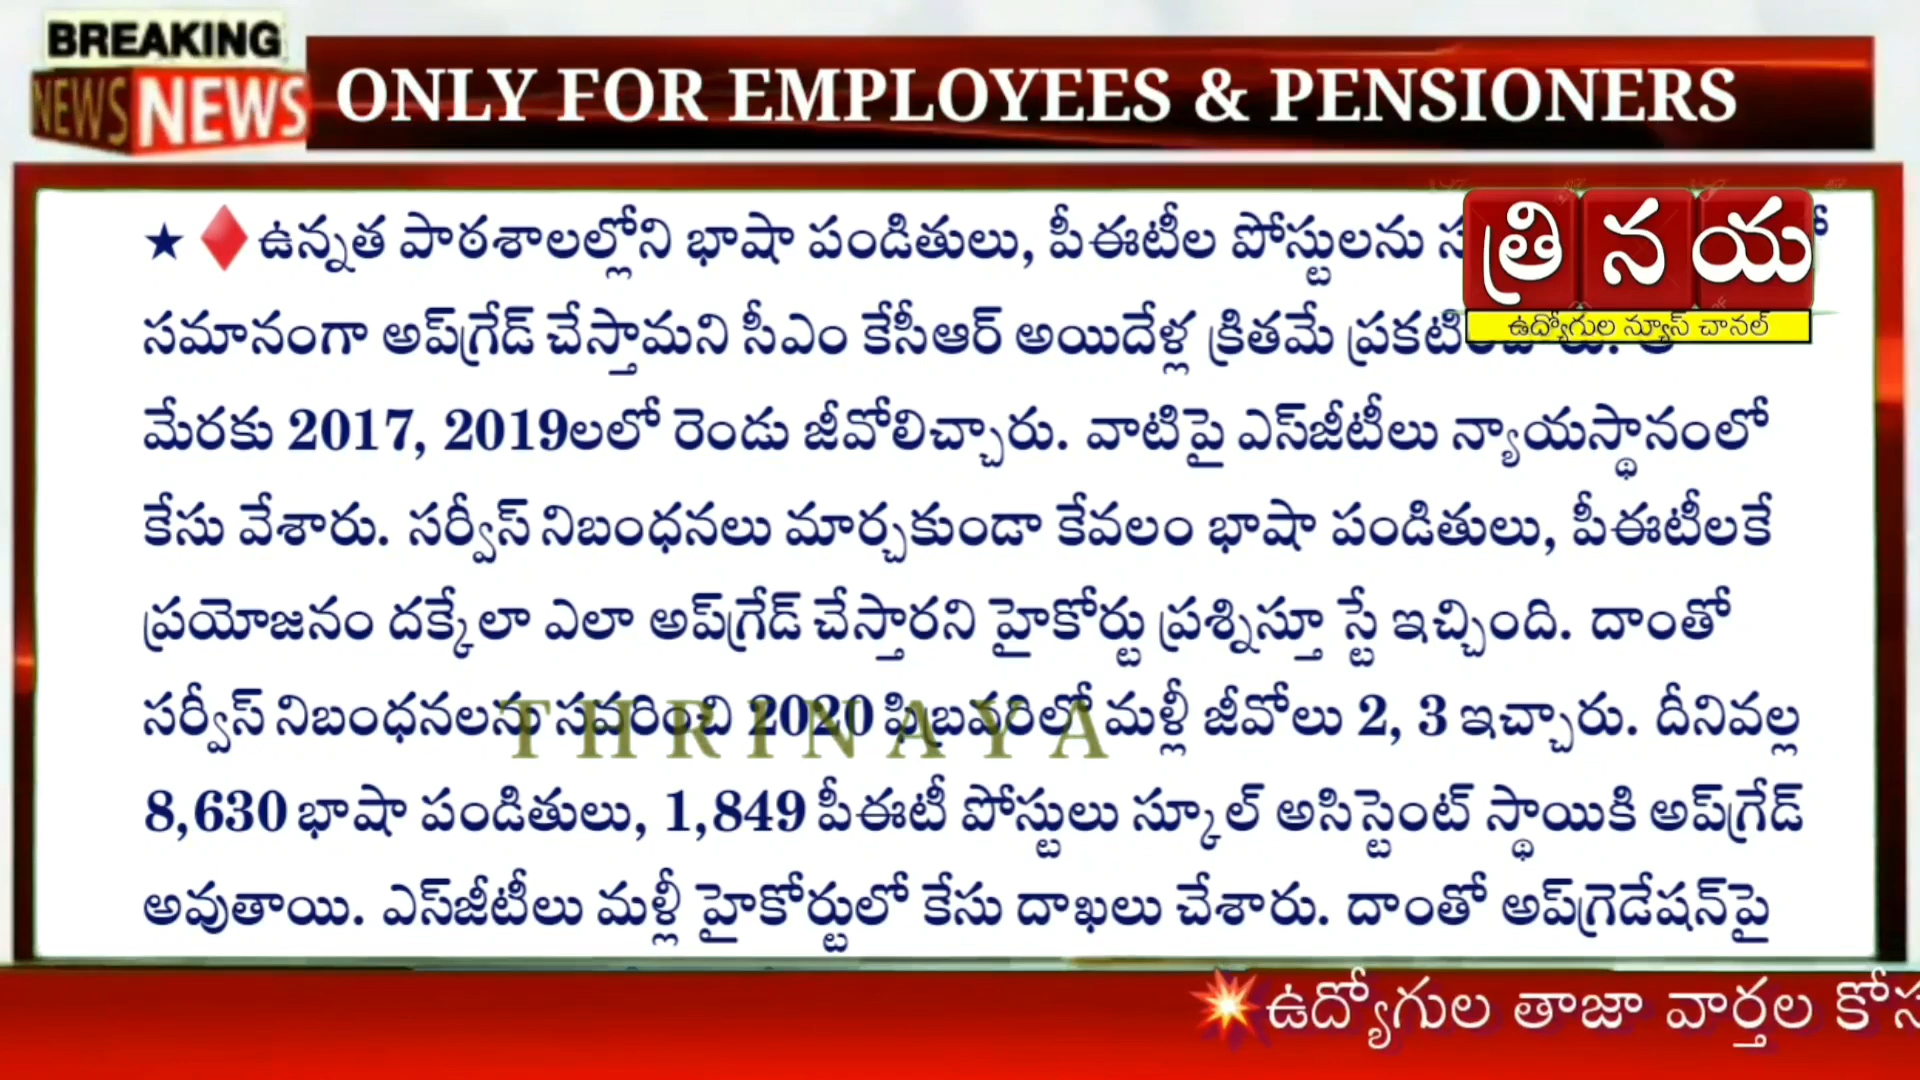 BREAKING
NEWS NEWS
ONLY FOR EMPLOYEES & PENSIONERS
త్రినయ
ఉద్యోగుల న్యూస్ చానల్
★ ♦ ఉన్నత పాఠశాలల్లోని భాషా పండితులు, పీఈటీల పోస్టులను
సమానంగా అప్‌గ్రేడ్ చేస్తామని సీఎం కేసీఆర్ అయిదేళ్ల క్రితమే
మేరకు 2017, 2019లలో రెండు జీవోలిచ్చారు. వాటిపై ఎస్‌జీటీలు న్యాయస్థానంలో
కేసు వేశారు. సర్వీస్ నిబంధనలు మార్చకుండా కేవలం భాషా పండితులు, పీఈటీలకే
ప్రయోజనం దక్కేలా ఎలా అప్‌గ్రేడ్ చేస్తారని హైకోర్టు ప్రశ్నిస్తూ స్టే ఇచ్చింది. దాంతో
సర్వీస్ నిబంధనలను సవరించి 2020 ఫిబ్రవరిలో మళ్లీ జీవోలు 2, 3 ఇచ్చారు. దీనివల్ల
THRINAYA
8,630 భాషా పండితులు, 1,849 పీఈటీ పోస్టులు స్కూల్ అసిస్టెంట్ స్థాయికి అప్‌గ్రేడ్
అవుతాయి. ఎస్‌జీటీలు మళ్లీ హైకోర్టులో కేసు దాఖలు చేశారు. దాంతో అప్‌గ్రెడేషన్‌పై
ఉద్యోగుల తాజా వార్తల